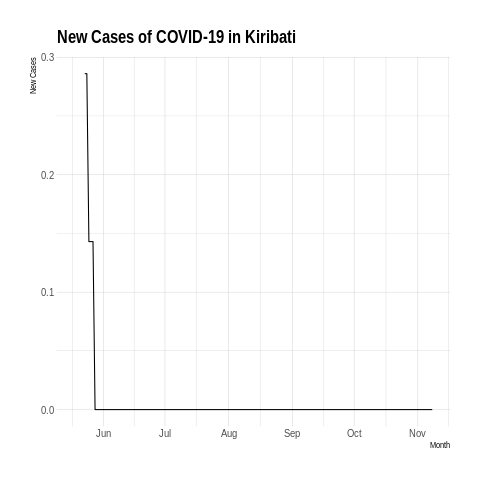 New Cases of COVID-19 in Kiribati
New Cases
0.3
0.2
0.1
0.0
Jun Jul Aug Sep Oct Nov
Month